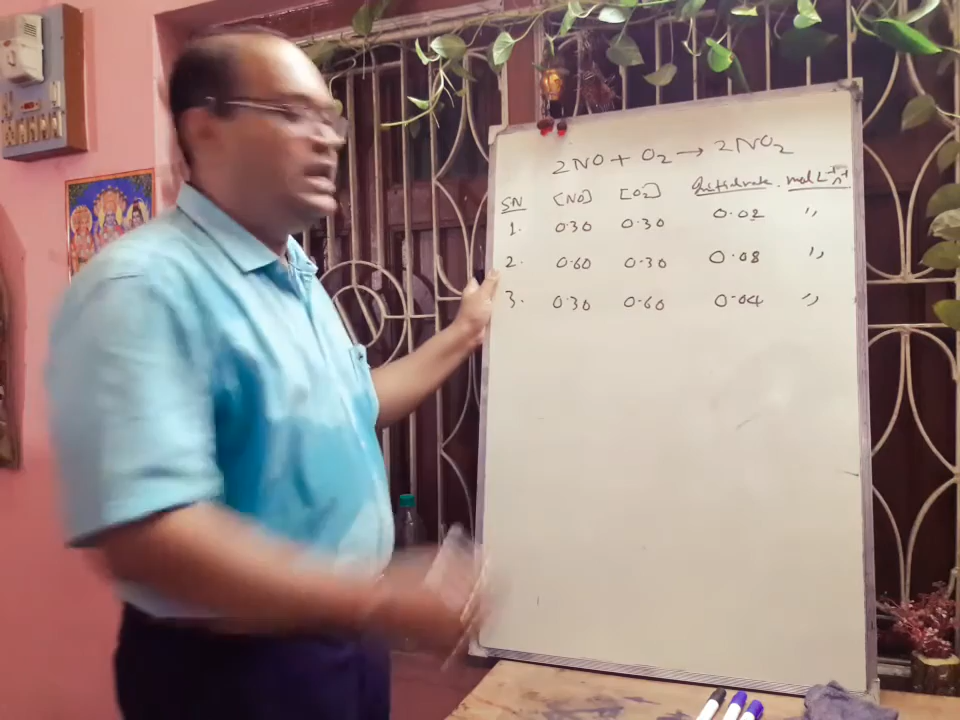 2NO + O₂ → 2NO₂
SN [NO] [O₂] Initial rate. mol L⁻¹ s⁻¹
1. 0.30 0.30 0.02 ,,
2. 0.60 0.30 0.08 ,,
3. 0.30 0.60 0.04 ,,